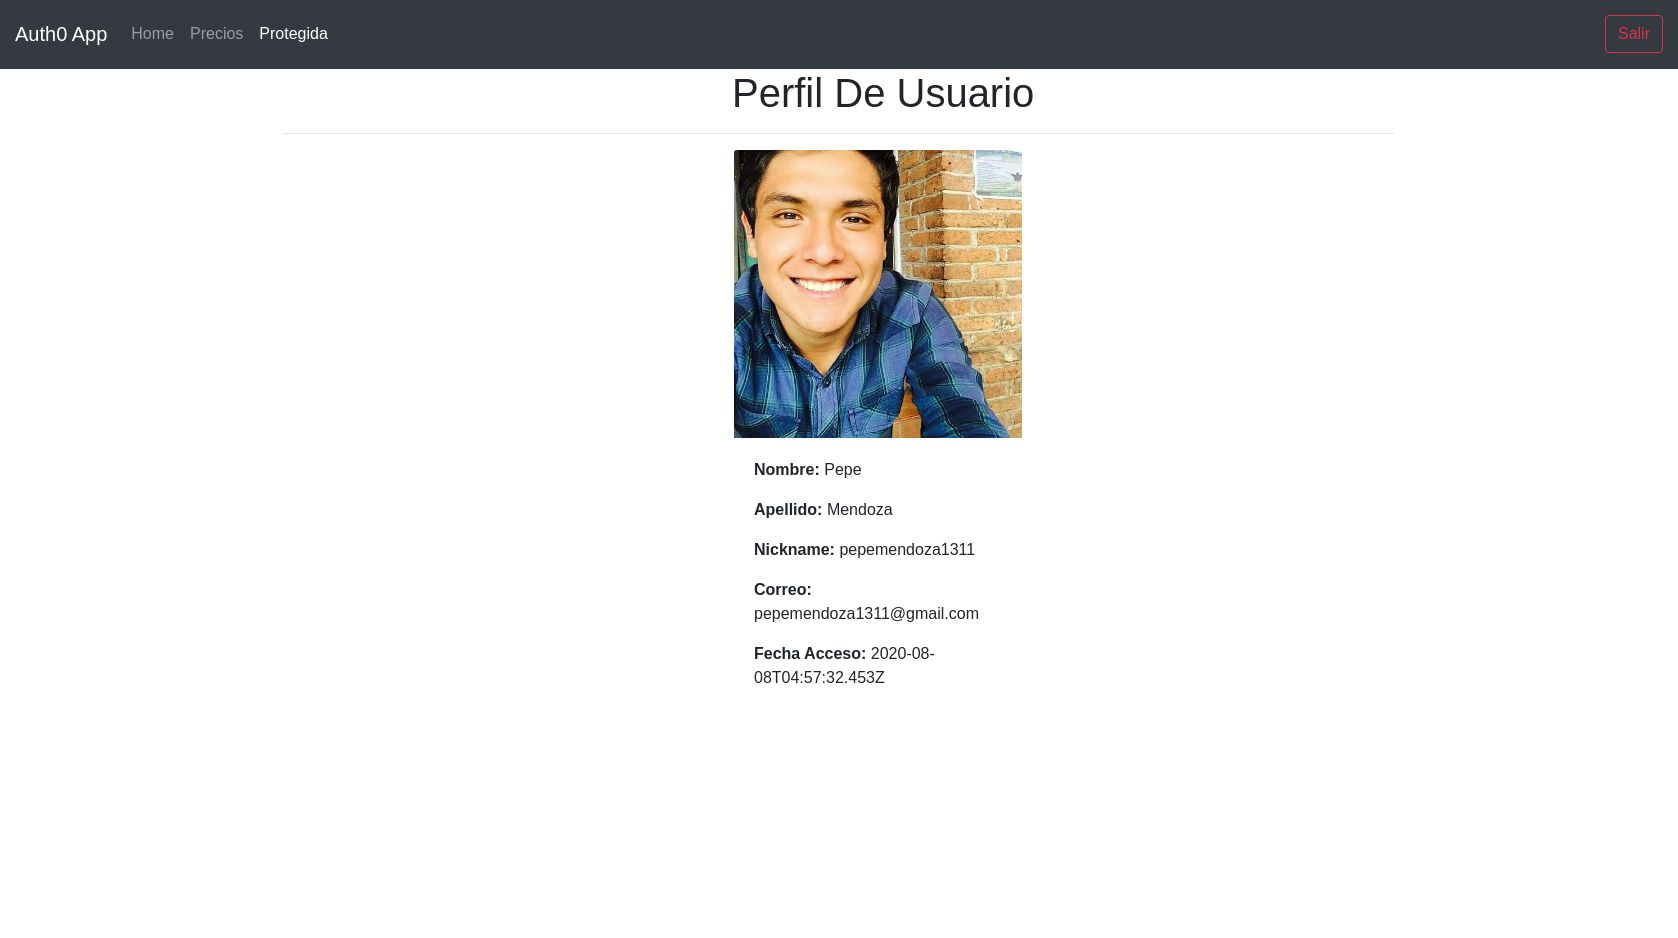 Auth0 App Home Precios Protegida Salir
Perfil De Usuario
Nombre: Pepe
Apellido: Mendoza
Nickname: pepemendoza1311
Correo:
pepemendoza1311@gmail.com
Fecha Acceso: 2020-08-
08T04:57:32.453Z